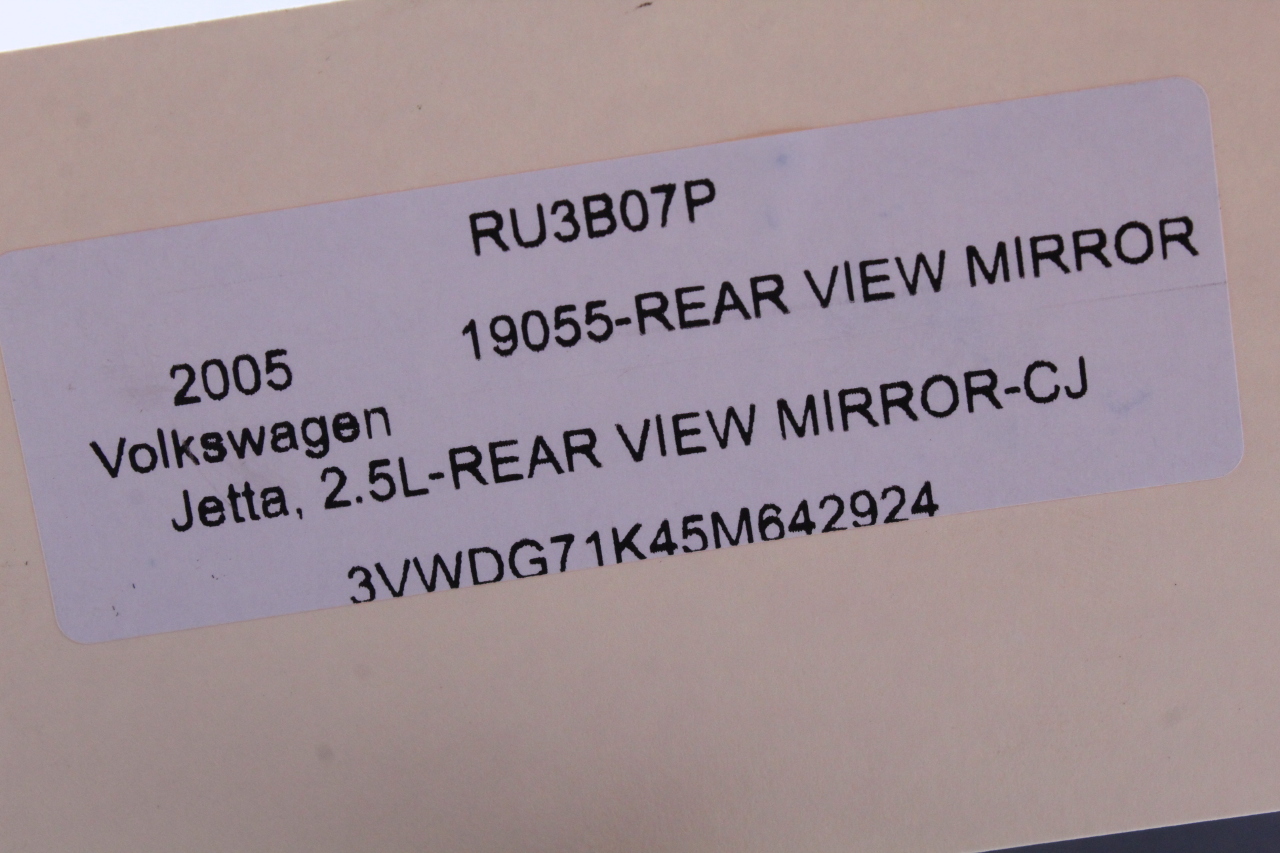 RU3B07P
19055-REAR VIEW MIRROR
2005
Volkswagen
Jetta, 2.5L-REAR VIEW MIRROR-CJ
3VWDG71K45M642924